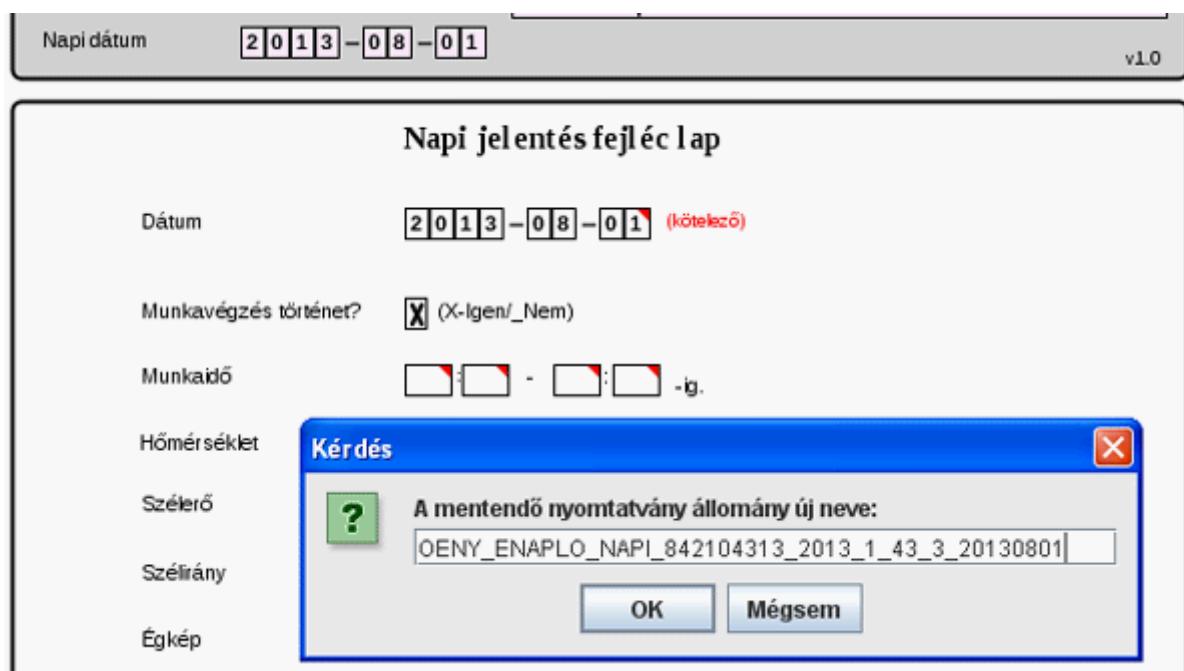 Napi dátum 2013-08-01
v1.0
Napi jelentés fejléc lap
Dátum 2013-08-01 (kötelező)
Munkavégzés történet? X (X-Igen/_Nem)
Munkaidő : - : -ig.
Hőmérséklet
Kérdés
Szélerő
? A mentendő nyomtatvány állomány új neve:
OENY_ENAPLO_NAPI_842104313_2013_1_43_3_20130801
Szélirány
OK Mégsem
Égkép